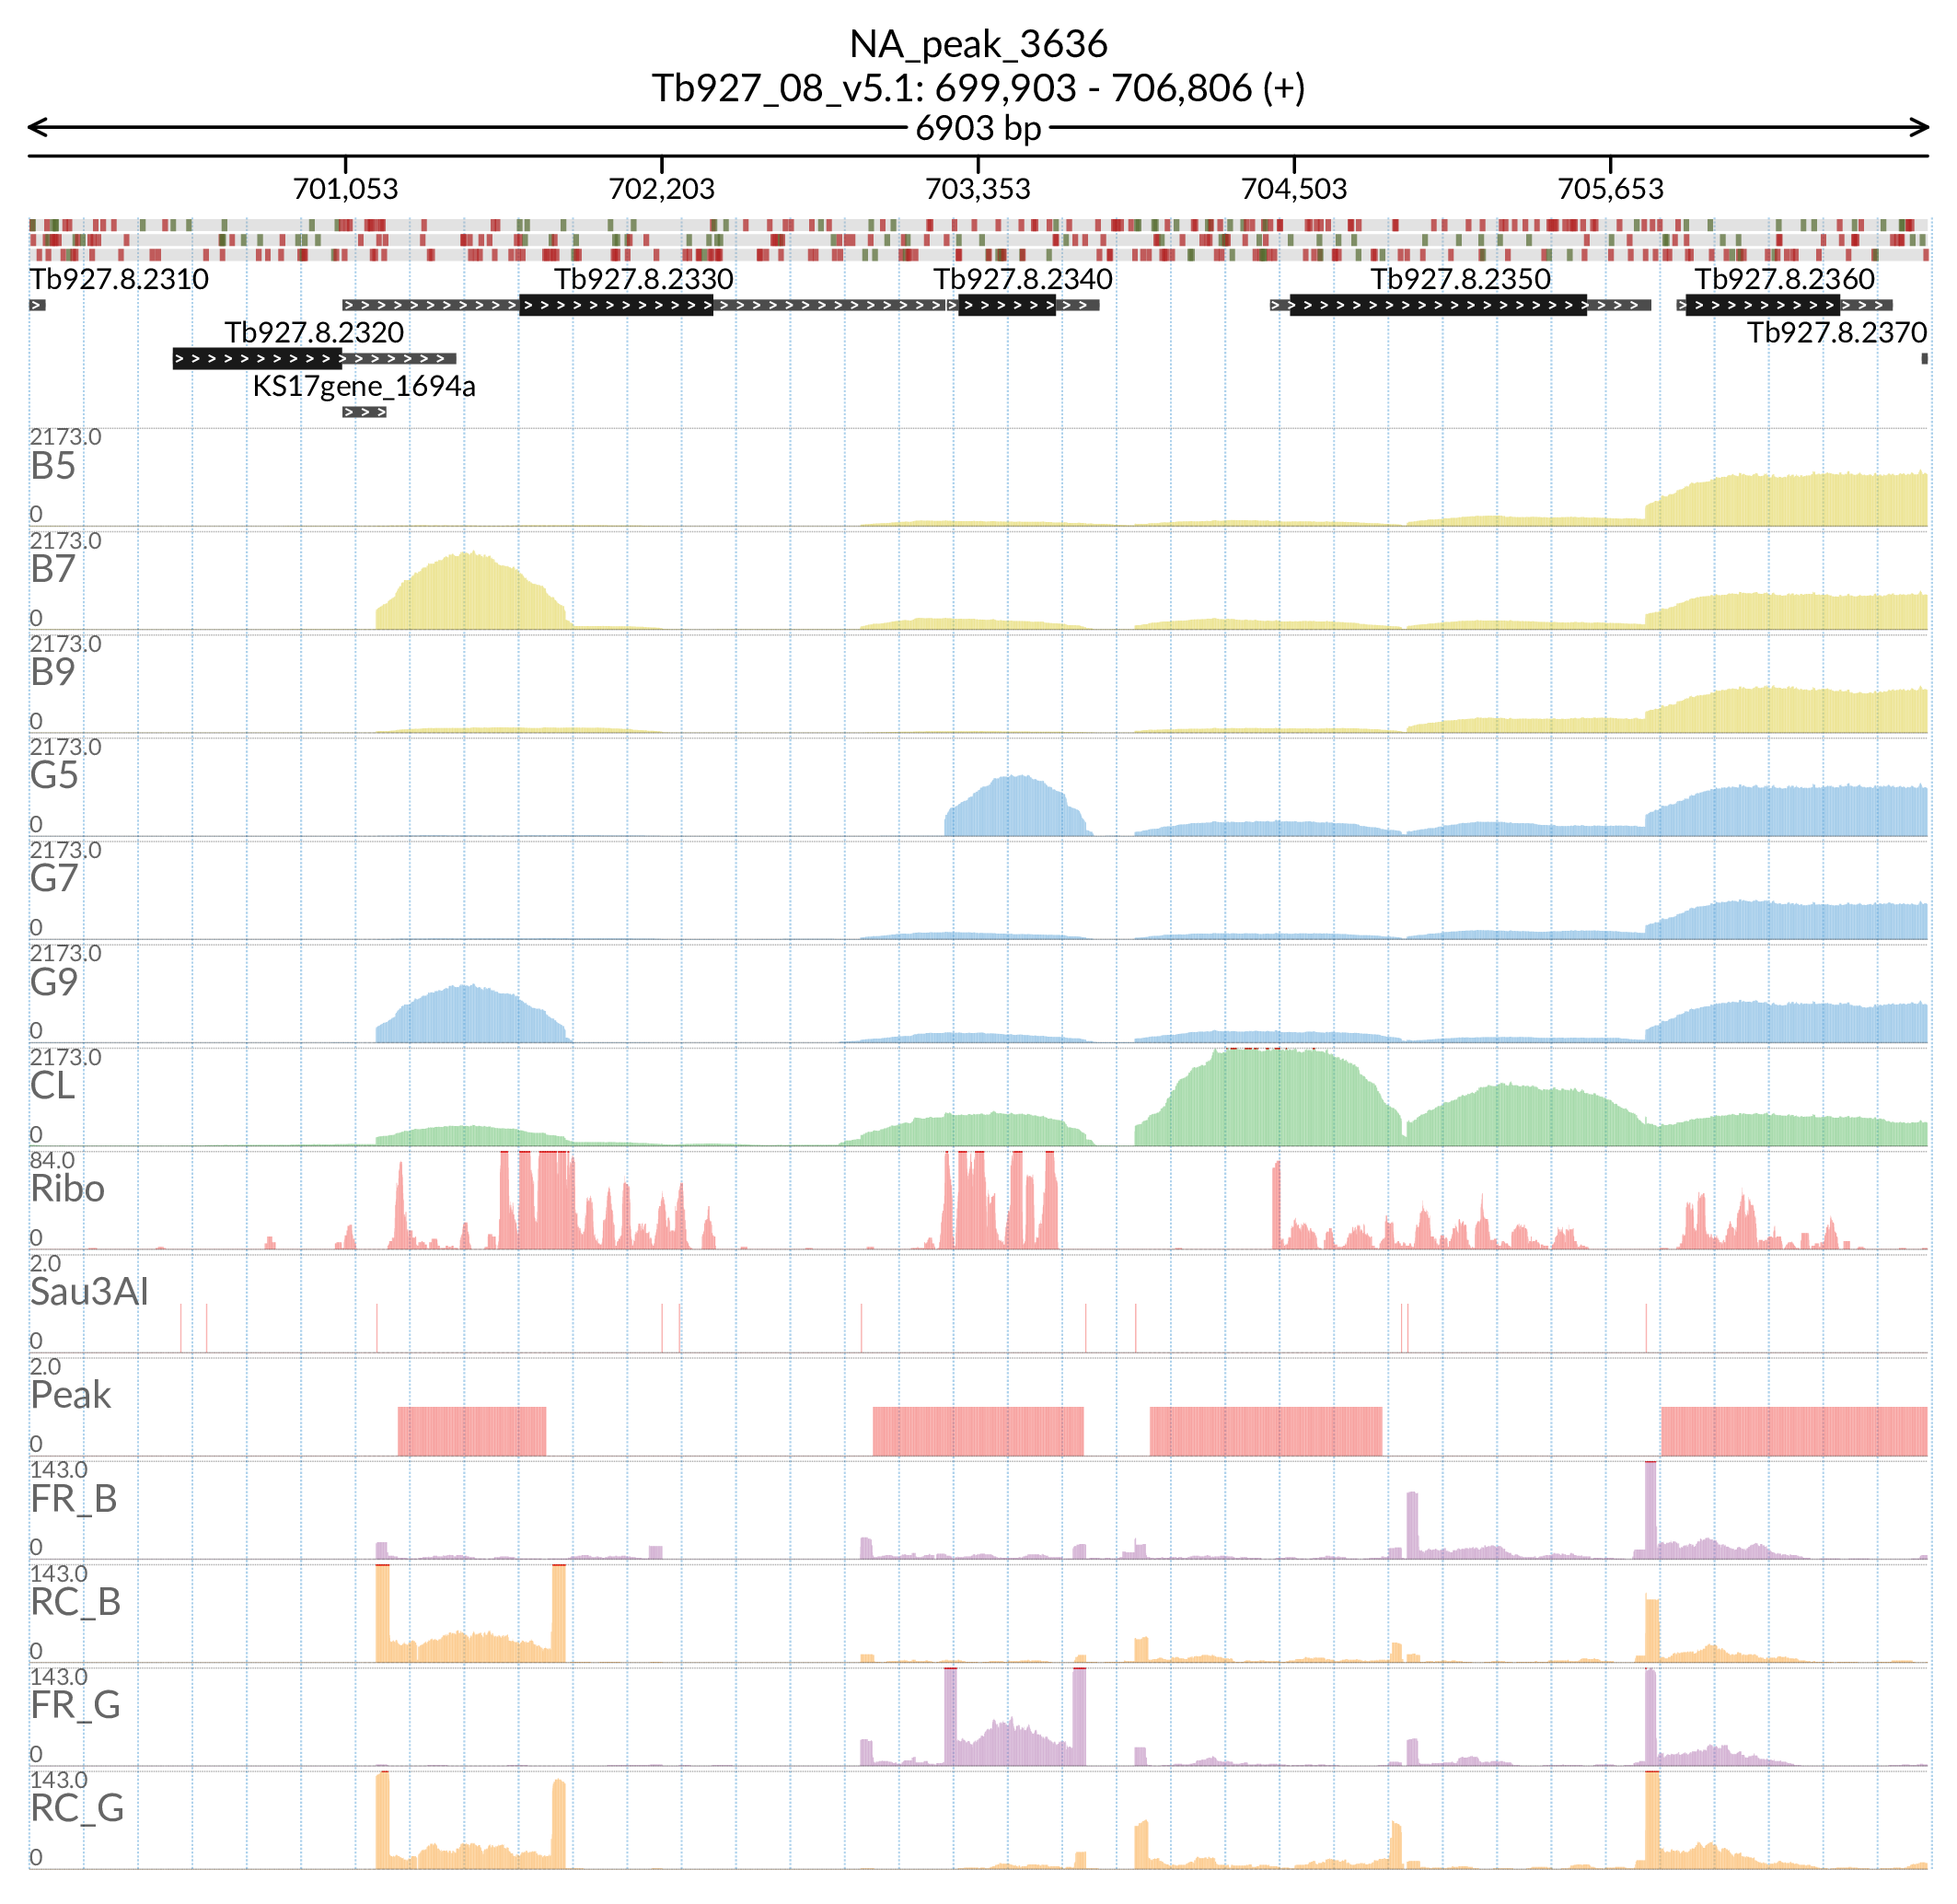 NA_peak_3636
Tb927_08_v5.1: 699,903 - 706,806 (+)
6903 bp
701,053 702,203 703,353 704,503 705,653
Tb927.8.2310 Tb927.8.2330 Tb927.8.2340 Tb927.8.2350 Tb927.8.2360
Tb927.8.2320 Tb927.8.2370
KS17gene_1694a
2173.0
B5
0
2173.0
B7
0
2173.0
B9
0
2173.0
G5
0
2173.0
G7
0
2173.0
G9
0
2173.0
CL
0
84.0
Ribo
0
2.0
Sau3AI
0
2.0
Peak
0
143.0
FR_B
0
143.0
RC_B
0
143.0
FR_G
0
143.0
RC_G
0